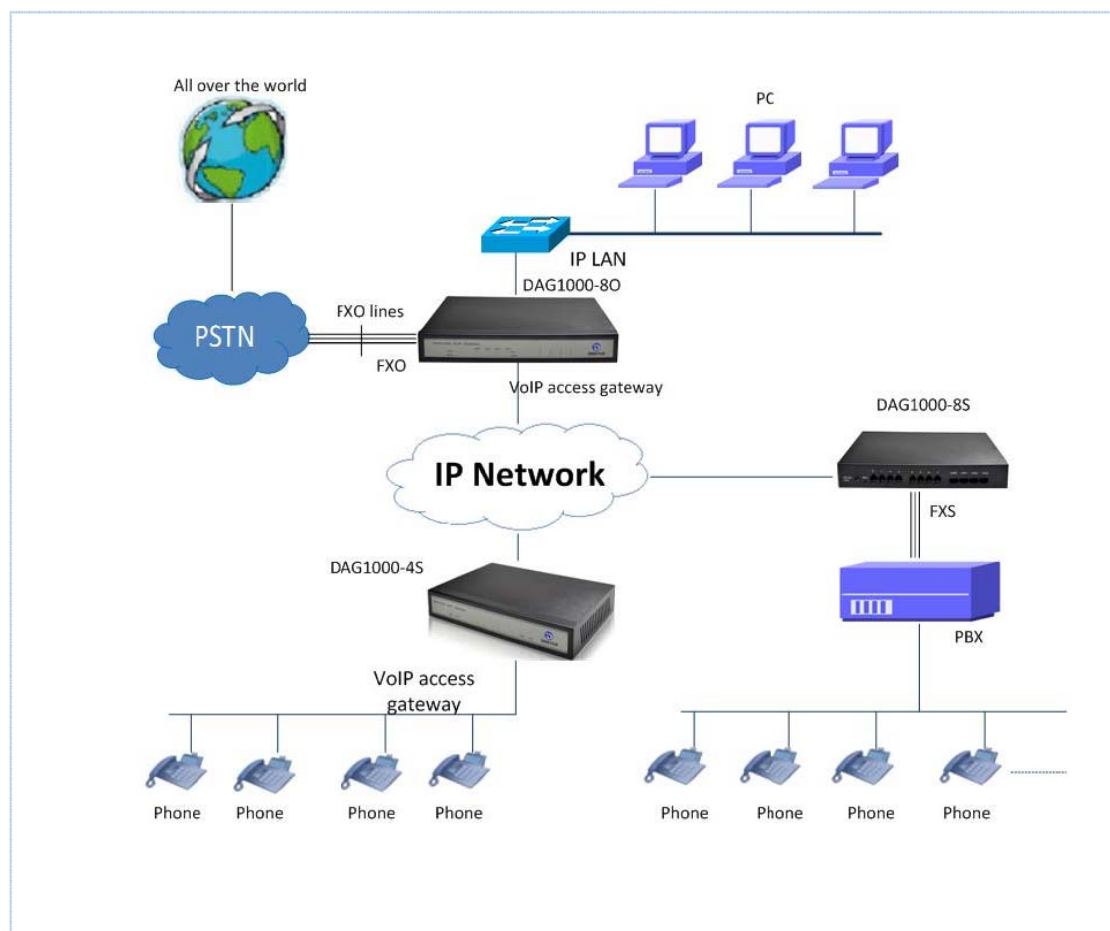 All over the world
PC
IP LAN
DAG1000-8O
FXO lines
PSTN
FXO
VoIP access gateway
DAG1000-8S
IP Network
FXS
DAG1000-4S
PBX
VoIP access
gateway
Phone
Phone
Phone
Phone
Phone
Phone
Phone
Phone